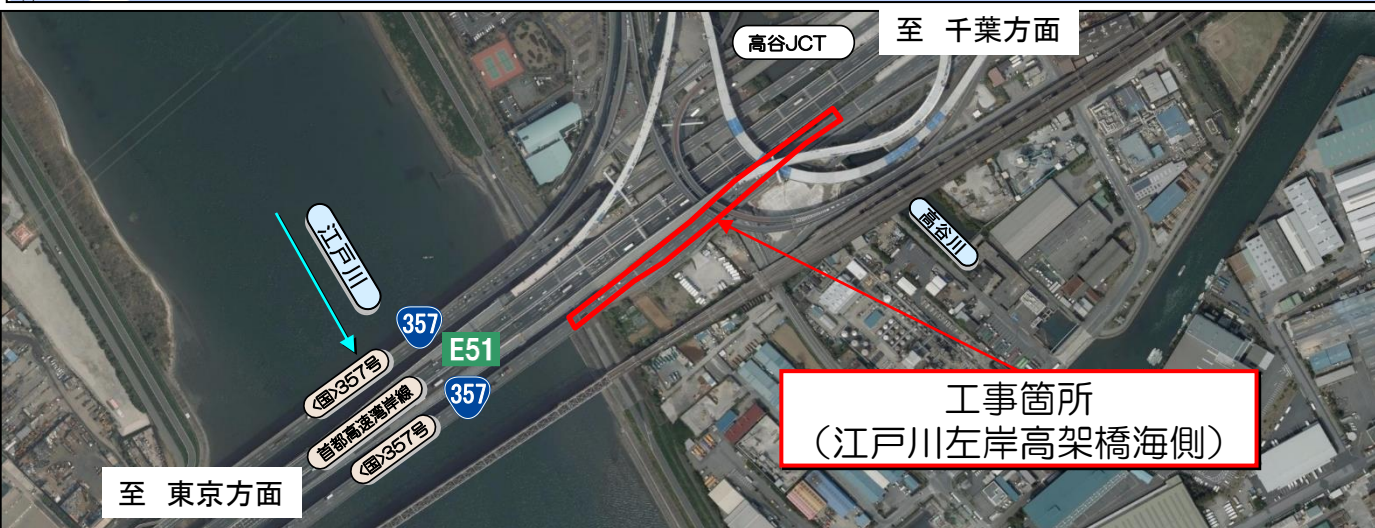 高谷JCT
至 千葉方面
江戸川
高谷川
357
E51
357
<国>357号
首都高速湾岸線
<国>357号
工事箇所
(江戸川左岸高架橋海側)
至 東京方面